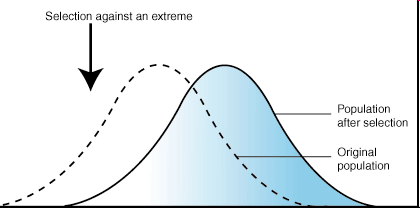 Selection against an extreme
Population
after selection
Original
population